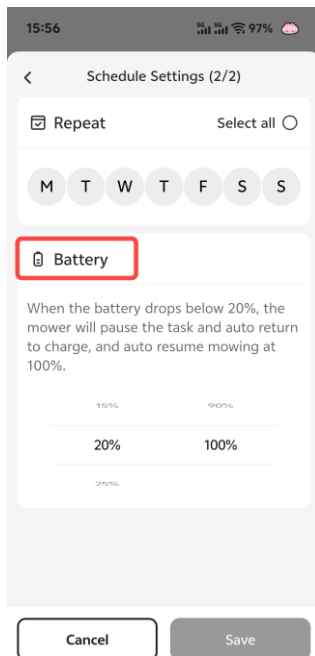 15:56
5G 5G 97%
Schedule Settings (2/2)
Repeat
Select all
M T W T F S S
Battery
When the battery drops below 20%, the
mower will pause the task and auto return
to charge, and auto resume mowing at
100%.
15% 90%
20% 100%
25%
Cancel
Save